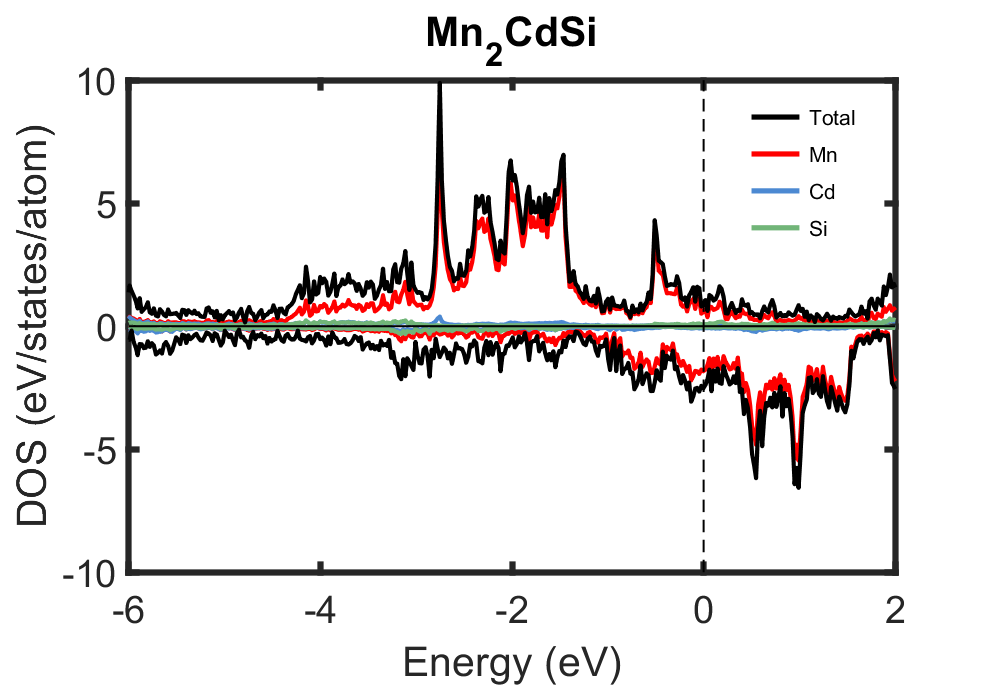 Mn₂CdSi
DOS (eV/states/atom)
10
5
0
-5
-10
Total
Mn
Cd
Si
-6 -4 -2 0 2
Energy (eV)